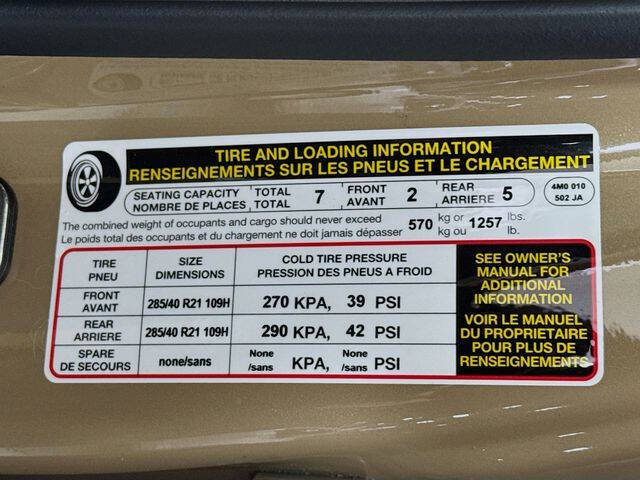 TIRE AND LOADING INFORMATION
RENSEIGNEMENTS SUR LES PNEUS ET LE CHARGEMENT
SEATING CAPACITY TOTAL 7 FRONT 2 REAR 5
NOMBRE DE PLACES TOTAL AVANT ARRIERE
4M0 010
502 JA
The combined weight of occupants and cargo should never exceed 570 kg or 1257 lbs.
Le poids total des occupants et du chargement ne doit jamais dépasser kg ou lb.
TIRE SIZE COLD TIRE PRESSURE
PNEU DIMENSIONS PRESSION DES PNEUS A FROID
FRONT
AVANT 285/40 R21 109H 270 KPA, 39 PSI
REAR
ARRIERE 285/40 R21 109H 290 KPA, 42 PSI
SPARE
DE SECOURS none/sans None /sans KPA, None /sans PSI
SEE OWNER'S
MANUAL FOR
ADDITIONAL
INFORMATION
VOIR LE MANUEL
DU PROPRIETAIRE
POUR PLUS DE
RENSEIGNEMENTS